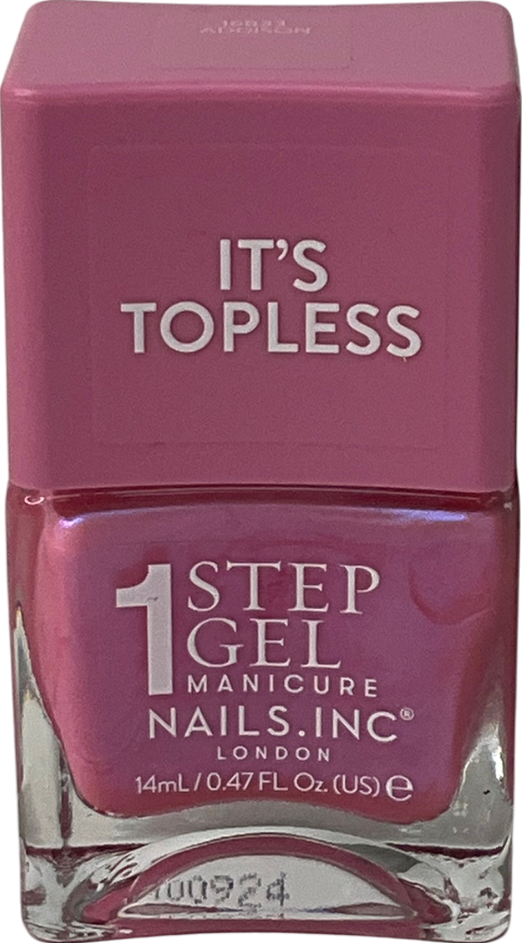 IT'S
TOPLESS
1 STEP
GEL
MANICURE
NAILS.INC®
LONDON
14mL / 0.47 FL. Oz. (US) ℮